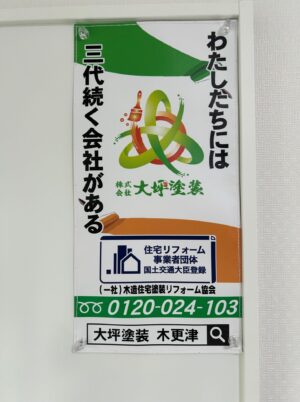 わたしたちには
三代続く会社がある
株式会社 大坪塗装
住宅リフォーム
事業者団体
国土交通大臣登録
(一社)木造住宅塗装リフォーム協会
0120-024-103
大坪塗装 木更津